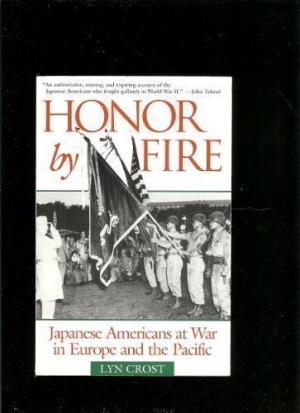 "An authoritative, moving, and inspiring account of the
Japanese Americans who fought gallantly in World War II." —John Toland
HONOR
by FIRE
Japanese Americans at War
in Europe and the Pacific
LYN CROST